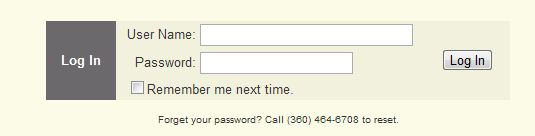 User Name:
Log In
Password:
Log In
Remember me next time.
Forget your password? Call (360) 464-6708 to reset.